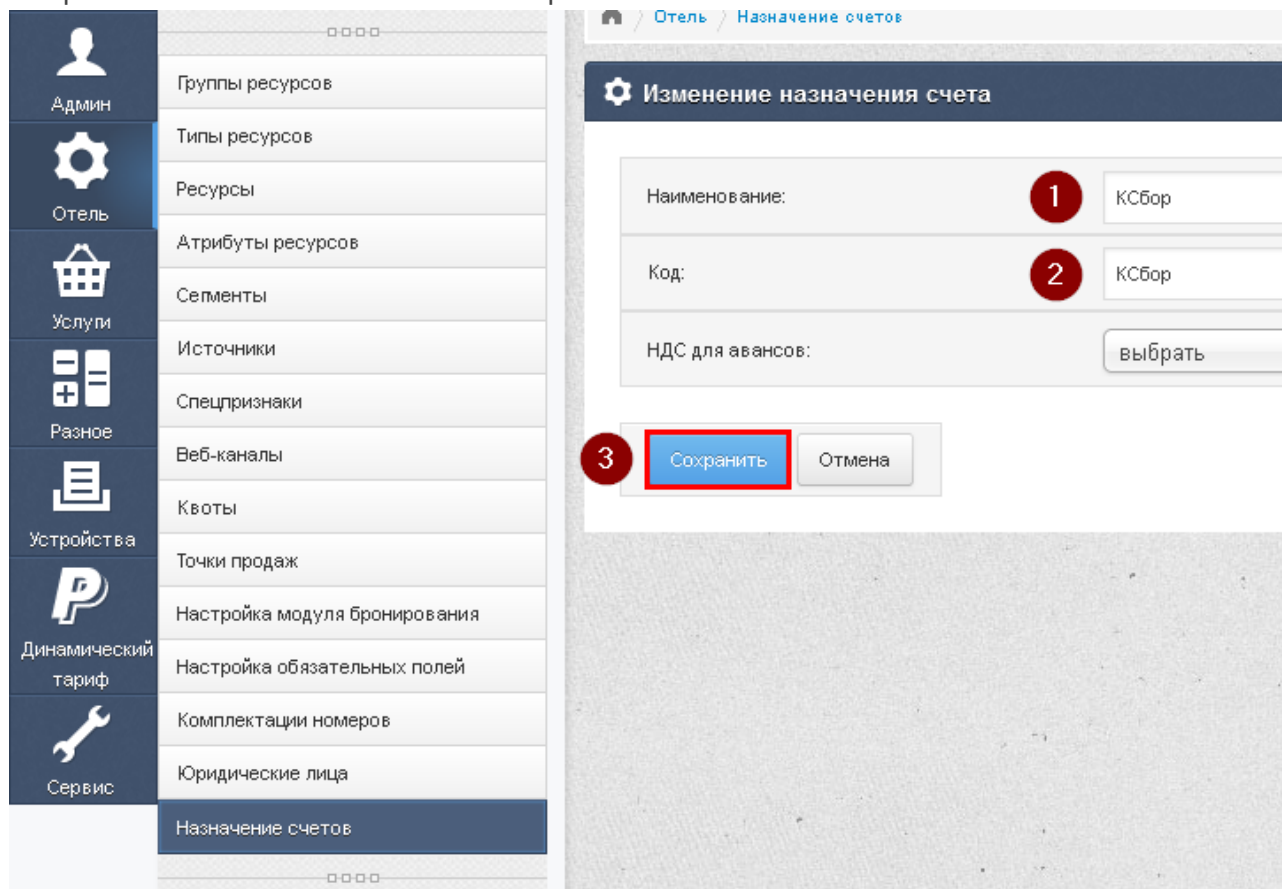 Отель / Назначение счетов
Админ
Отель
Услуги
Разное
Устройства
Динамический
тариф
Сервис
Группы ресурсов
Типы ресурсов
Ресурсы
Атрибуты ресурсов
Сегменты
Источники
Спецпризнаки
Веб-каналы
Квоты
Точки продаж
Настройка модуля бронирования
Настройка обязательных полей
Комплектации номеров
Юридические лица
Назначение счетов
Изменение назначения счета
Наименование: 1 КСбор
Код: 2 КСбор
НДС для авансов: выбрать
3 Сохранить Отмена